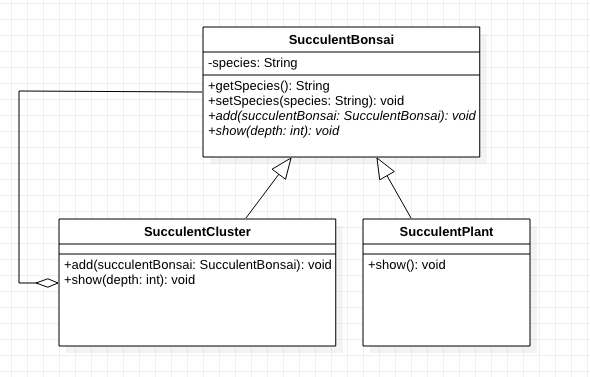 SucculentBonsai
-species: String
+getSpecies(): String
+setSpecies(species: String): void
+add(succulentBonsai: SucculentBonsai): void
+show(depth: int): void
SucculentCluster
+add(succulentBonsai: SucculentBonsai): void
+show(depth: int): void
SucculentPlant
+show(): void